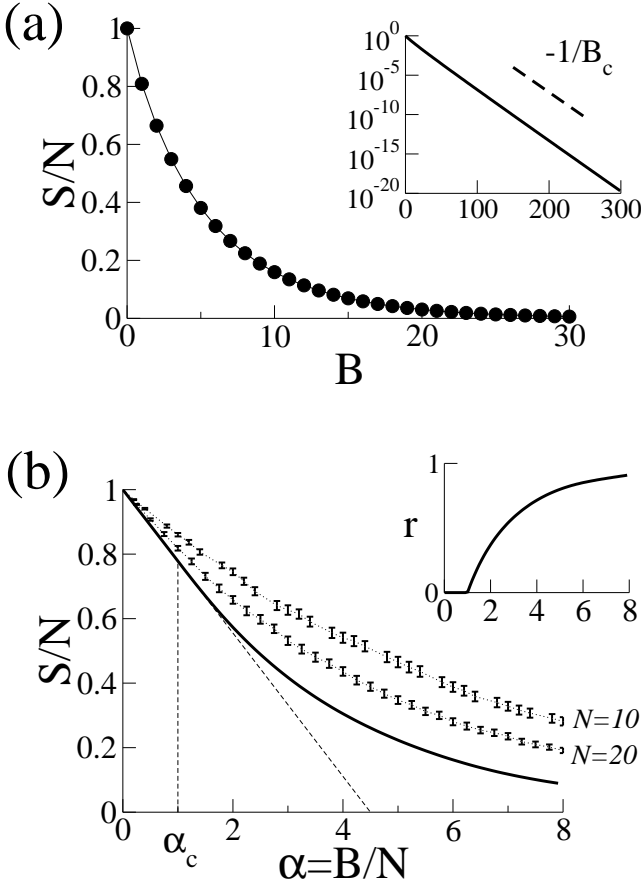 (a)
S/N
1
0.8
0.6
0.4
0.2
0
0 10 20 30
B
10^0
10^-5
10^-10
10^-15
10^-20
0 100 200 300
-1/B_c
(b)
S/N
1
0.8
0.6
0.4
0.2
0
0 α_c 2 4 6 8
α=B/N
N=10
N=20
r
1
0
0 2 4 6 8